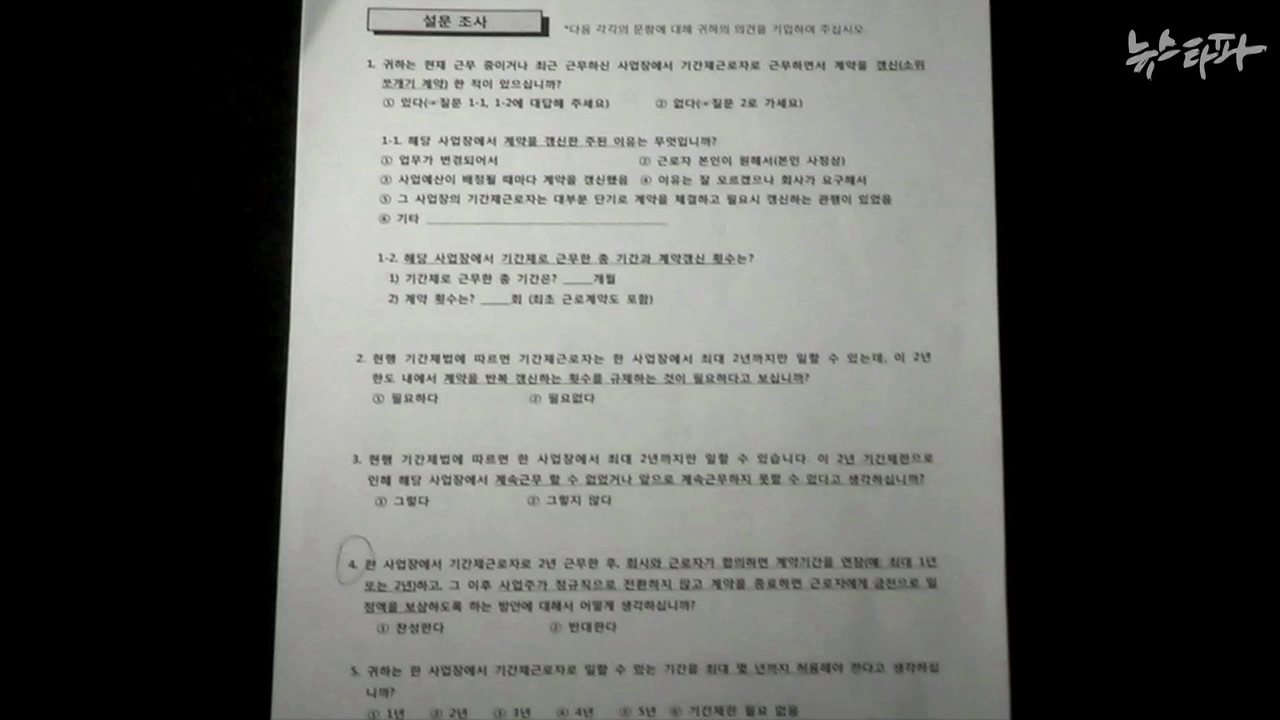 설문 조사
*다음 각각의 문항에 대해 귀하의 의견을 기입하여 주십시오
뉴스타파
1. 귀하는 현재 근무 중이거나 최근 근무하신 사업장에서 기간제근로자로 근무하면서 계약을 갱신(소위
쪼개기 계약) 한 적이 있으십니까?
① 있다(☞질문 1-1, 1-2에 대답해 주세요) ② 없다(☞질문 2로 가세요)
1-1. 해당 사업장에서 계약을 갱신한 주된 이유는 무엇입니까?
① 업무가 변경되어서 ② 근로자 본인이 원해서(본인 사정상)
③ 사업예산이 배정될 때마다 계약을 갱신했음 ④ 이유는 잘 모르겠으나 회사가 요구해서
⑤ 그 사업장의 기간제근로자는 대부분 단기로 계약을 체결하고 필요시 갱신하는 관행이 있었음
⑥ 기타 ____________________
1-2. 해당 사업장에서 기간제로 근무한 총 기간과 계약갱신 횟수는?
1) 기간제로 근무한 총 기간은? ____개월
2) 계약 횟수는? ____회 (최초 근로계약도 포함)
2. 현행 기간제법에 따르면 기간제근로자는 한 사업장에서 최대 2년까지만 일할 수 있는데, 이 2년
한도 내에서 계약을 반복 갱신하는 횟수를 규제하는 것이 필요하다고 보십니까?
① 필요하다 ② 필요없다
3. 현행 기간제법에 따르면 한 사업장에서 최대 2년까지만 일할 수 있습니다. 이 2년 기간제한으로
인해 해당 사업장에서 계속근무 할 수 없었거나 앞으로 계속근무하지 못할 수 있다고 생각하십니까?
① 그렇다 ② 그렇지 않다
4. 한 사업장에서 기간제근로자로 2년 근무한 후, 회사와 근로자가 합의하면 계약기간을 연장(예 최대 1년
또는 2년)하고, 그 이후 사업주가 정규직으로 전환하지 않고 계약을 종료하면 근로자에게 금전으로 일
정액을 보상하도록 하는 방안에 대해서 어떻게 생각하십니까?
① 찬성한다 ② 반대한다
5. 귀하는 한 사업장에서 기간제근로자로 일할 수 있는 기간을 최대 몇 년까지 허용해야 한다고 생각하십
니까?
① 1년 ② 2년 ③ 3년 ④ 4년 ⑤ 5년 ⑥ 기간제한 필요 없음